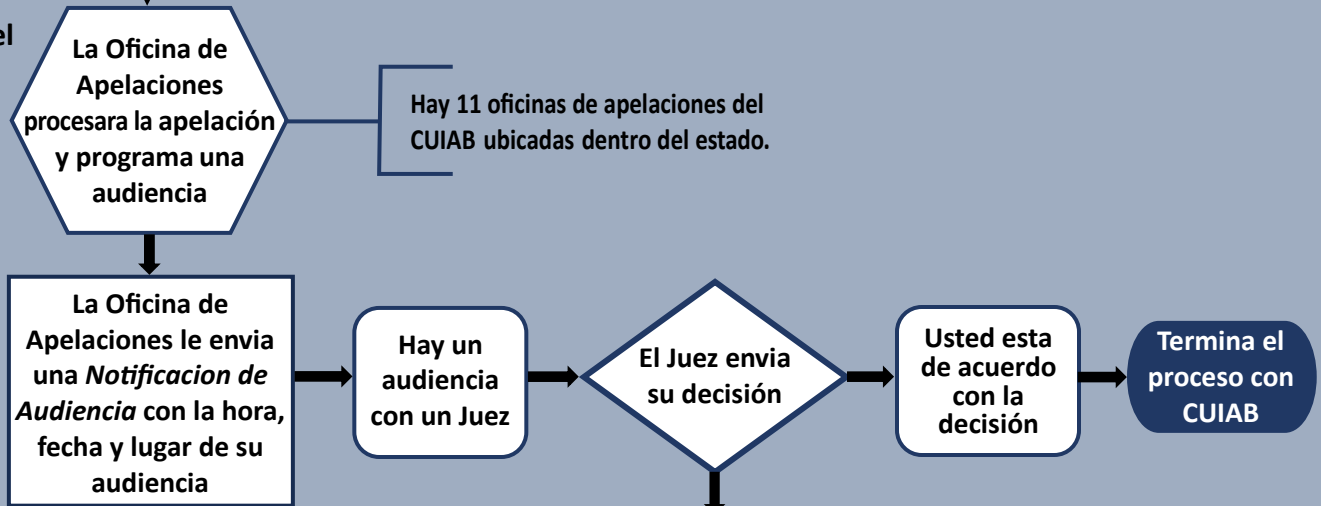 el
La Oficina de
Apelaciones
procesara la apelación
y programa una
audiencia
Hay 11 oficinas de apelaciones del
CUIAB ubicadas dentro del estado.
La Oficina de
Apelaciones le envia
una Notificacion de
Audiencia con la hora,
fecha y lugar de su
audiencia
Hay un
audiencia
con un Juez
El Juez envia
su decisión
Usted esta
de acuerdo
con la
decisión
Termina el
proceso con
CUIAB